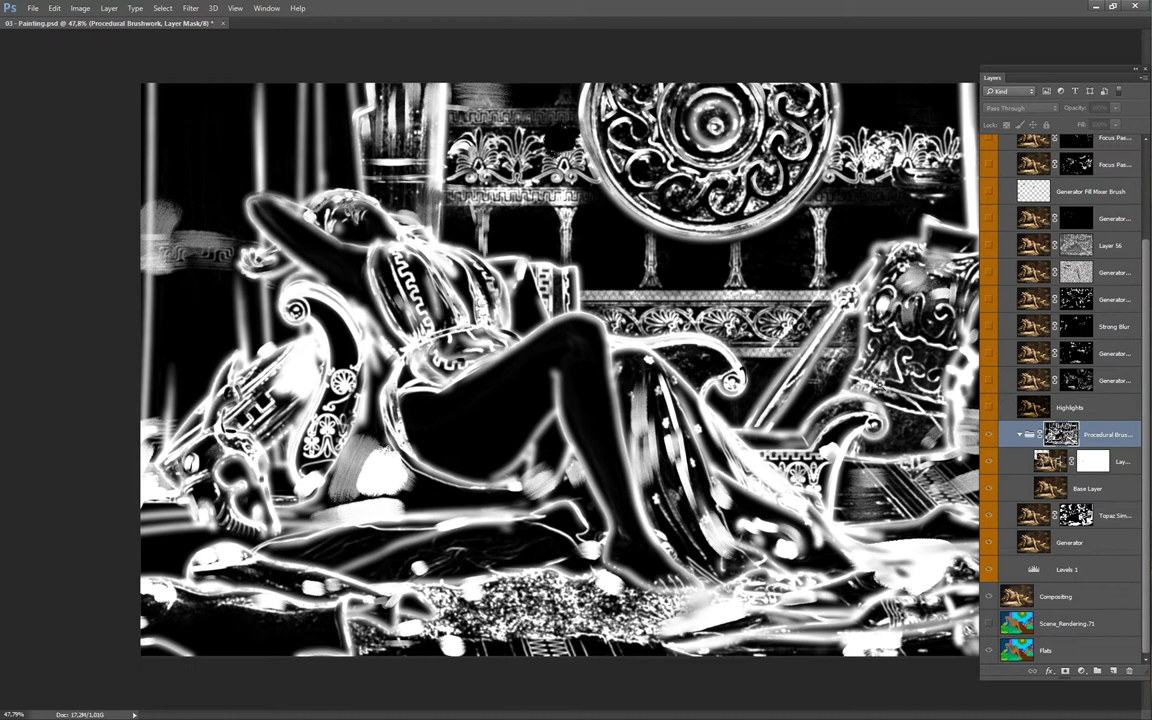 Ps File Edit Image Layer Type Select Filter 3D View Window Help
03 - Painting.psd @ 47,8% (Procedural Brushwork, Layer Mask/8) *
Layers
Kind
Pass Through Opacity: 100%
Lock: Fill: 100%
Focus Pas...
Focus Pas...
Generator Fill Mixer Brush
Generator...
Layer 56
Generator...
Generator...
Strong Blur
Generator...
Generator...
Highlights
Procedural Brus...
Lay...
Base Layer
Topaz Sim...
Generator
Levels 1
Compositing
Scene_Rendering.71
Flats
47,79% Doc: 17,2M/1,01G